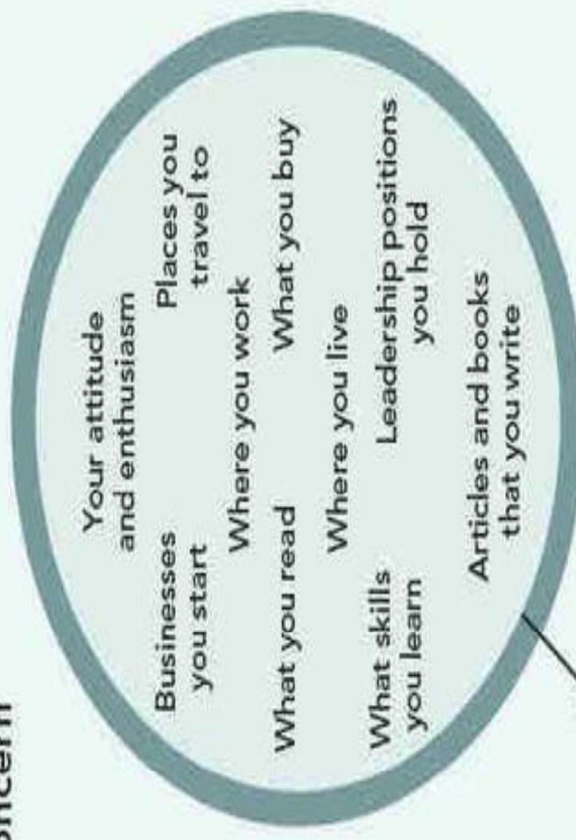 Your attitude
and enthusiasm
Businesses
you start
Places you
travel to
Where you work
What you read
What you buy
Where you live
What skills
you learn
Leadership positions
you hold
Articles and books
that you write